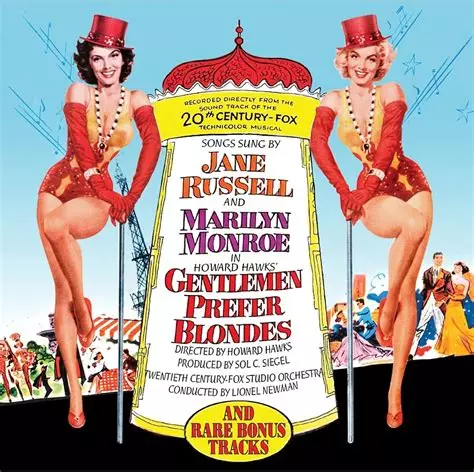 RECORDED DIRECTLY FROM THE
SOUND TRACK OF THE
20th CENTURY-FOX
TECHNICOLOR MUSICAL
SONGS SUNG BY
JANE
RUSSELL
AND
MARILYN
MONROE
IN
HOWARD HAWKS'
GENTLEMEN
PREFER
BLONDES
DIRECTED BY HOWARD HAWKS
PRODUCED BY SOL C. SIEGEL
TWENTIETH CENTURY-FOX STUDIO ORCHESTRA
CONDUCTED BY LIONEL NEWMAN
AND
RARE BONUS
TRACKS